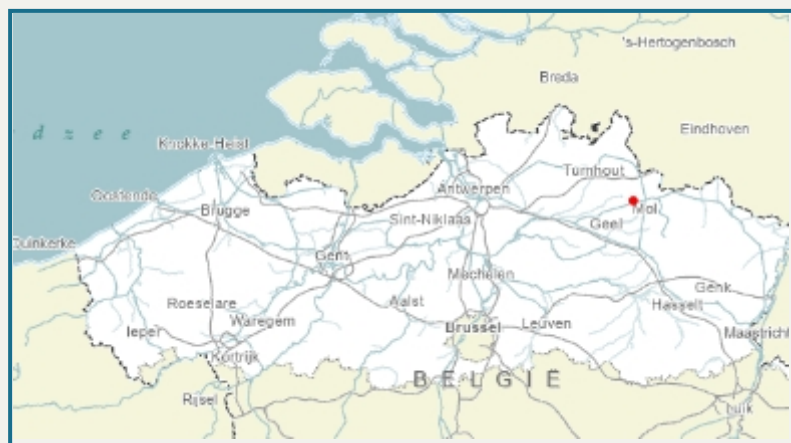 's-Hertogenbosch
Breda
d z e e
Eindhoven
Knokke-Heist
Turnhout
Antwerpen
Oostende
Mol
Brugge
Sint-Niklaas
Geel
Duinkerke
Gent
Mechelen
Genk
Roeselare
Aalst
Hasselt
Waregem
Brussel
Leuven
Ieper
Maastricht
Kortrijk
BELGIË
Rijsel
Luik